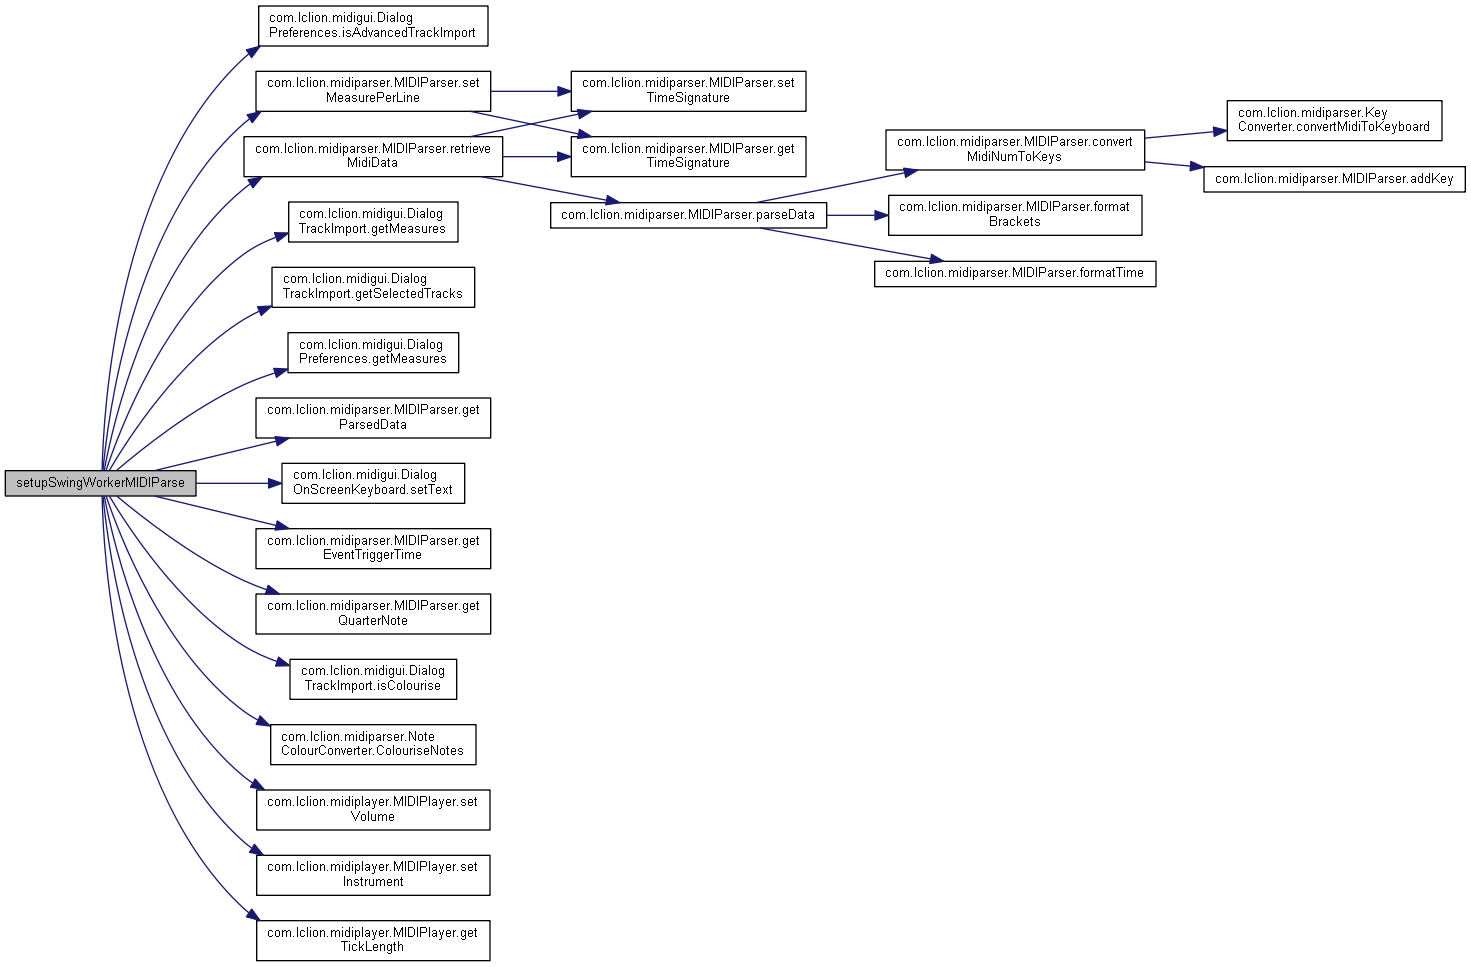 com.lclion.midigui.Dialog
Preferences.isAdvancedTrackImport
com.lclion.midiparser.MIDIParser.set
MeasurePerLine
com.lclion.midiparser.MIDIParser.set
TimeSignature
com.lclion.midiparser.MIDIParser.retrieve
MidiData
com.lclion.midiparser.MIDIParser.get
TimeSignature
com.lclion.midiparser.MIDIParser.convert
MidiNumToKeys
com.lclion.midiparser.Key
Converter.convertMidiToKeyboard
com.lclion.midiparser.MIDIParser.addKey
com.lclion.midiparser.MIDIParser.parseData
com.lclion.midiparser.MIDIParser.format
Brackets
com.lclion.midiparser.MIDIParser.formatTime
com.lclion.midigui.Dialog
TrackImport.getMeasures
com.lclion.midigui.Dialog
TrackImport.getSelectedTracks
com.lclion.midigui.Dialog
Preferences.getMeasures
com.lclion.midiparser.MIDIParser.get
ParsedData
setupSwingWorkerMIDIParse
com.lclion.midigui.Dialog
OnScreenKeyboard.setText
com.lclion.midiparser.MIDIParser.get
EventTriggerTime
com.lclion.midiparser.MIDIParser.get
QuarterNote
com.lclion.midigui.Dialog
TrackImport.isColourise
com.lclion.midiparser.Note
ColourConverter.ColouriseNotes
com.lclion.midiplayer.MIDIPlayer.set
Volume
com.lclion.midiplayer.MIDIPlayer.set
Instrument
com.lclion.midiplayer.MIDIPlayer.get
TickLength